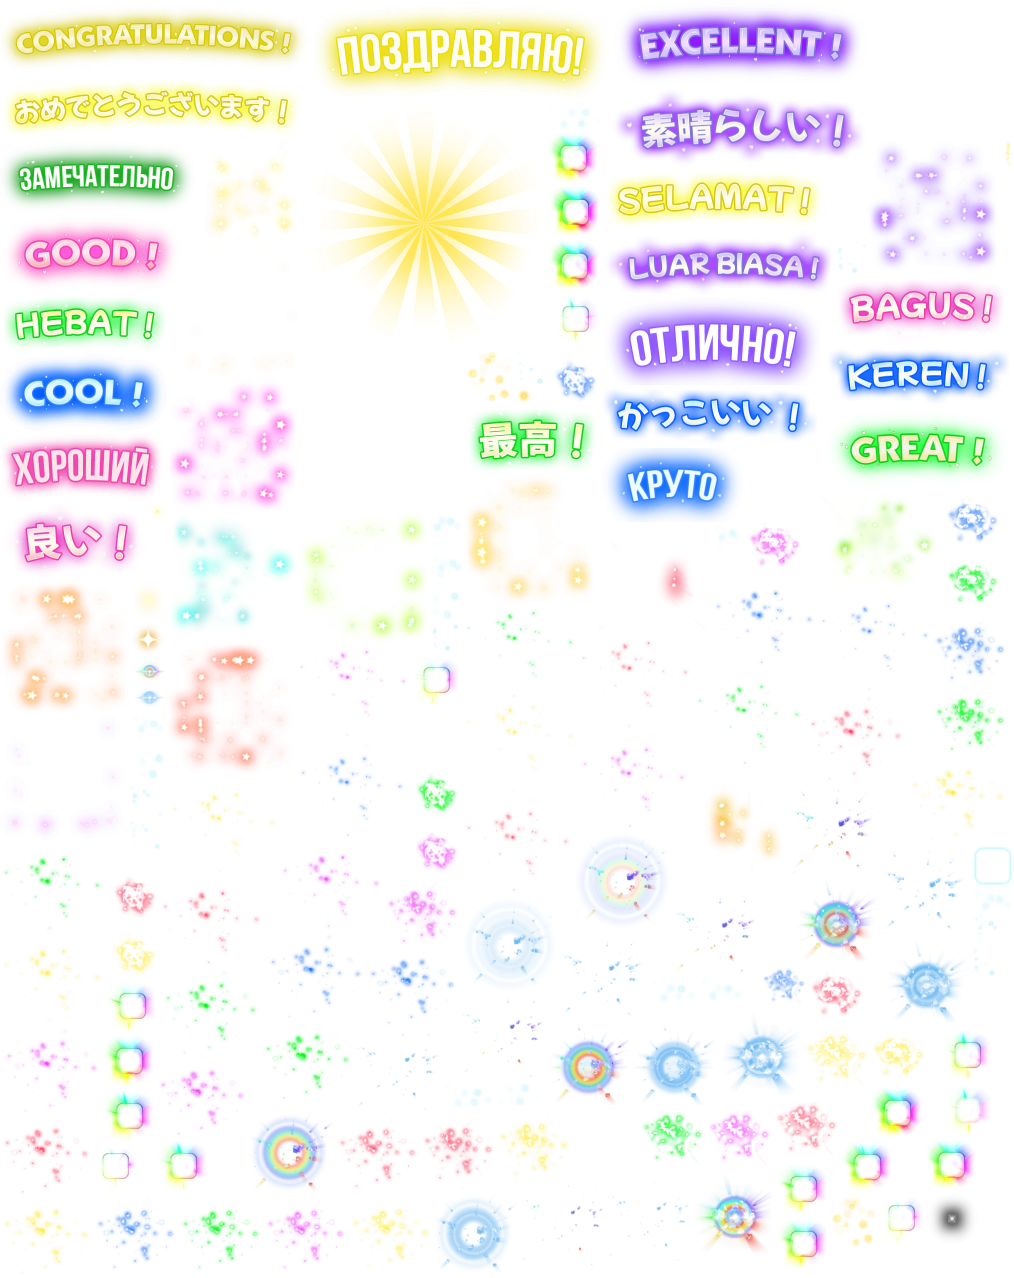 CONGRATULATIONS!
ПОЗДРАВЛЯЮ!
EXCELLENT!
おめでとうございます!
素晴らしい!
ЗАМЕЧАТЕЛЬНО
SELAMAT!
GOOD!
LUAR BIASA!
HEBAT!
BAGUS!
ОТЛИЧНО!
COOL!
KEREN!
かっこいい!
最高!
GREAT!
ХОРОШИЙ
КРУТО
良い!